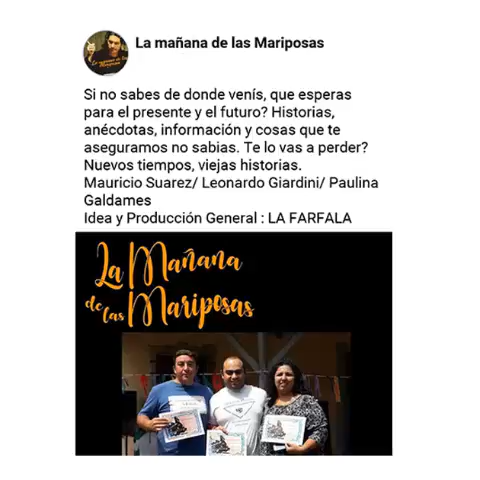 La mañana de las Mariposas
Si no sabes de donde venís, que esperas
para el presente y el futuro? Historias,
anécdotas, información y cosas que te
aseguramos no sabias. Te lo vas a perder?
Nuevos tiempos, viejas historias.
Mauricio Suarez/ Leonardo Giardini/ Paulina
Galdames
Idea y Producción General : LA FARFALA
La Mañana
de las Mariposas